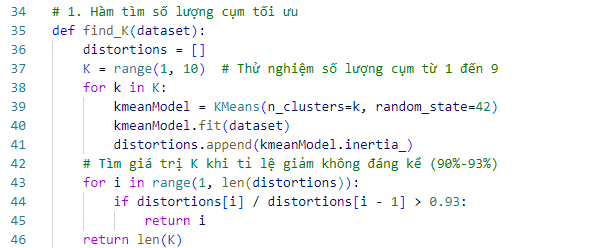 34 # 1. Hàm tìm số lượng cụm tối ưu
35 def find_K(dataset):
36     distortions = []
37     K = range(1, 10)  # Thử nghiệm số lượng cụm từ 1 đến 9
38     for k in K:
39         kmeanModel = KMeans(n_clusters=k, random_state=42)
40         kmeanModel.fit(dataset)
41         distortions.append(kmeanModel.inertia_)
42     # Tìm giá trị K khi tỉ lệ giảm không đáng kể (90%-93%)
43     for i in range(1, len(distortions)):
44         if distortions[i] / distortions[i - 1] > 0.93:
45             return i
46     return len(K)